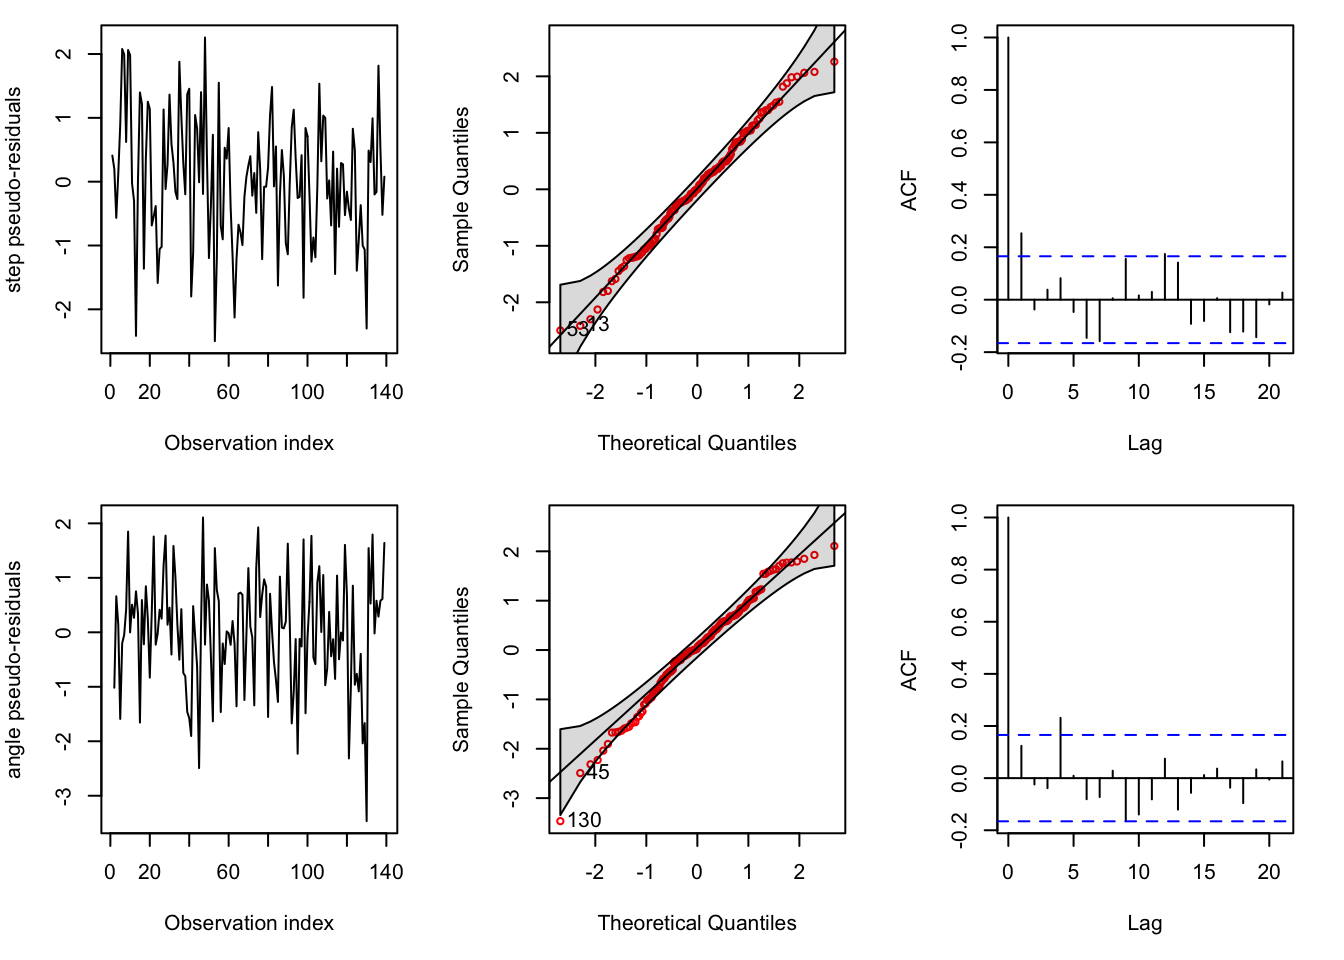 step pseudo-residuals
2
1
0
-1
-2
0 20 60 100 140
Observation index
Sample Quantiles
2
1
0
-1
-2
53
13
-2 -1 0 1 2
Theoretical Quantiles
ACF
1.0
0.8
0.6
0.4
0.2
0.0
-0.2
0 5 10 15 20
Lag
angle pseudo-residuals
2
1
0
-1
-2
-3
0 20 60 100 140
Observation index
Sample Quantiles
2
1
0
-1
-2
-3
45
130
-2 -1 0 1 2
Theoretical Quantiles
ACF
1.0
0.8
0.6
0.4
0.2
0.0
-0.2
0 5 10 15 20
Lag